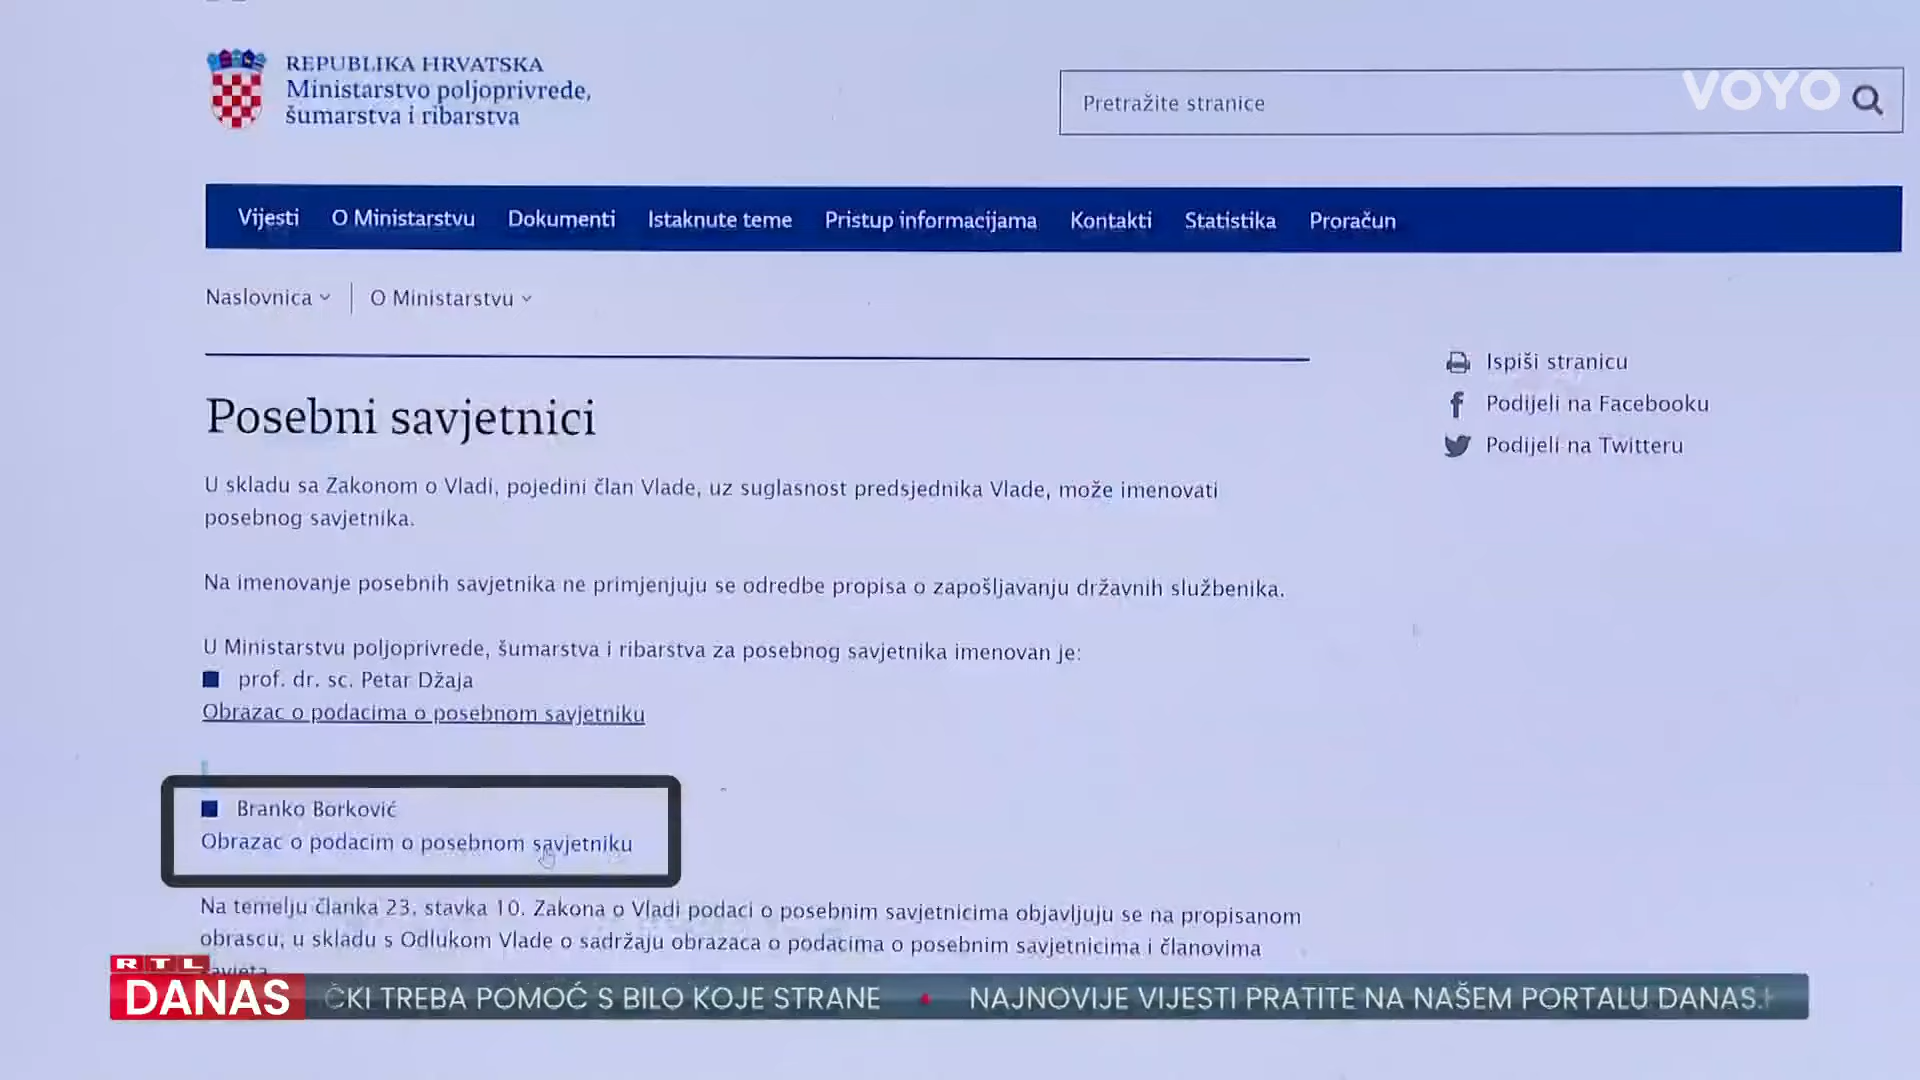 REPUBLIKA HRVATSKA
Ministarstvo poljoprivrede,
šumarstva i ribarstva
Pretražite stranice
VOYO
Vijesti O Ministarstvu Dokumenti Istaknute teme Pristup informacijama Kontakti Statistika Proračun
Naslovnica O Ministarstvu
Ispiši stranicu
Podijeli na Facebooku
Podijeli na Twitteru
Posebni savjetnici
U skladu sa Zakonom o Vladi, pojedini član Vlade, uz suglasnost predsjednika Vlade, može imenovati
posebnog savjetnika.
Na imenovanje posebnih savjetnika ne primjenjuju se odredbe propisa o zapošljavanju državnih službenika.
U Ministarstvu poljoprivrede, šumarstva i ribarstva za posebnog savjetnika imenovan je:
prof. dr. sc. Petar Džaja
Obrazac o podacima o posebnom savjetniku
Branko Borković
Obrazac o podacim o posebnom savjetniku
Na temelju članka 23. stavka 10. Zakona o Vladi podaci o posebnim savjetnicima objavljuju se na propisanom
obrascu, u skladu s Odlukom Vlade o sadržaju obrazaca o podacima o posebnim savjetnicima i članovima
RTL
DANAS
ČKI TREBA POMOĆ S BILO KOJE STRANE • NAJNOVIJE VIJESTI PRATITE NA NAŠEM PORTALU DANAS.